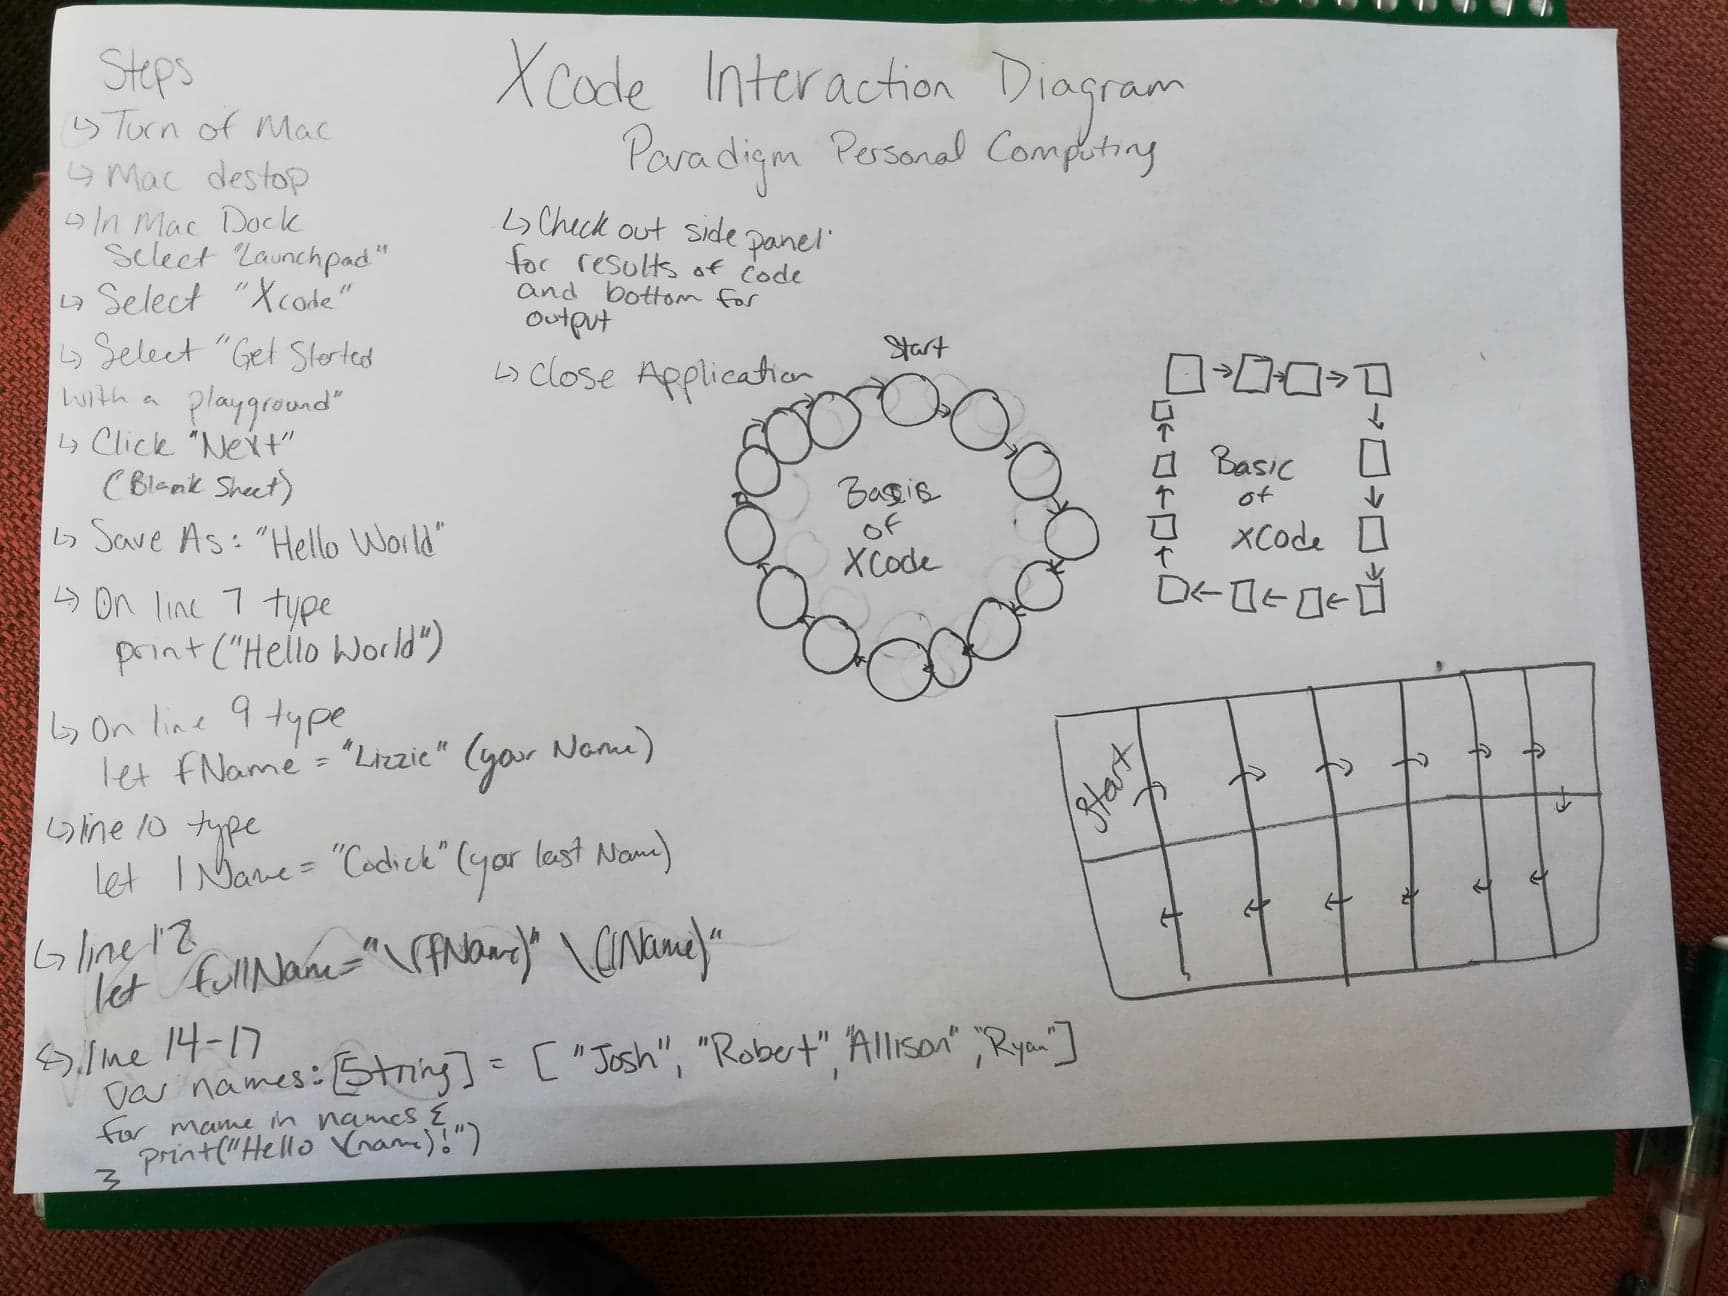 Xcode Interaction Diagram
Paradigm Personal Computing
Steps
↳ Turn of Mac
↳ Mac destop
↳ In Mac Dock
Select "Launchpad"
↳ Select "Xcode"
↳ Select "Get Started
with a playground"
↳ Click "Next"
(Blank Sheet)
↳ Save As: "Hello World"
↳ On line 7 type
print("Hello World")
↳ On line 9 type
let fName = "Lizzie" (your Name)
↳ line 10 type
let lName = "Codick" (your last Name)
↳ line 12
let fullName="\(fName)" \(lName)"
↳ line 14-17
Var names: [String] = [ "Josh", "Robert", "Allison", "Ryan"]
for name in names {
print("Hello \(name)!")
}
↳ Check out side panel
for results of code
and bottom for
output
↳ Close Application
Start
Basis
of
XCode
Basic
of
XCode
Start